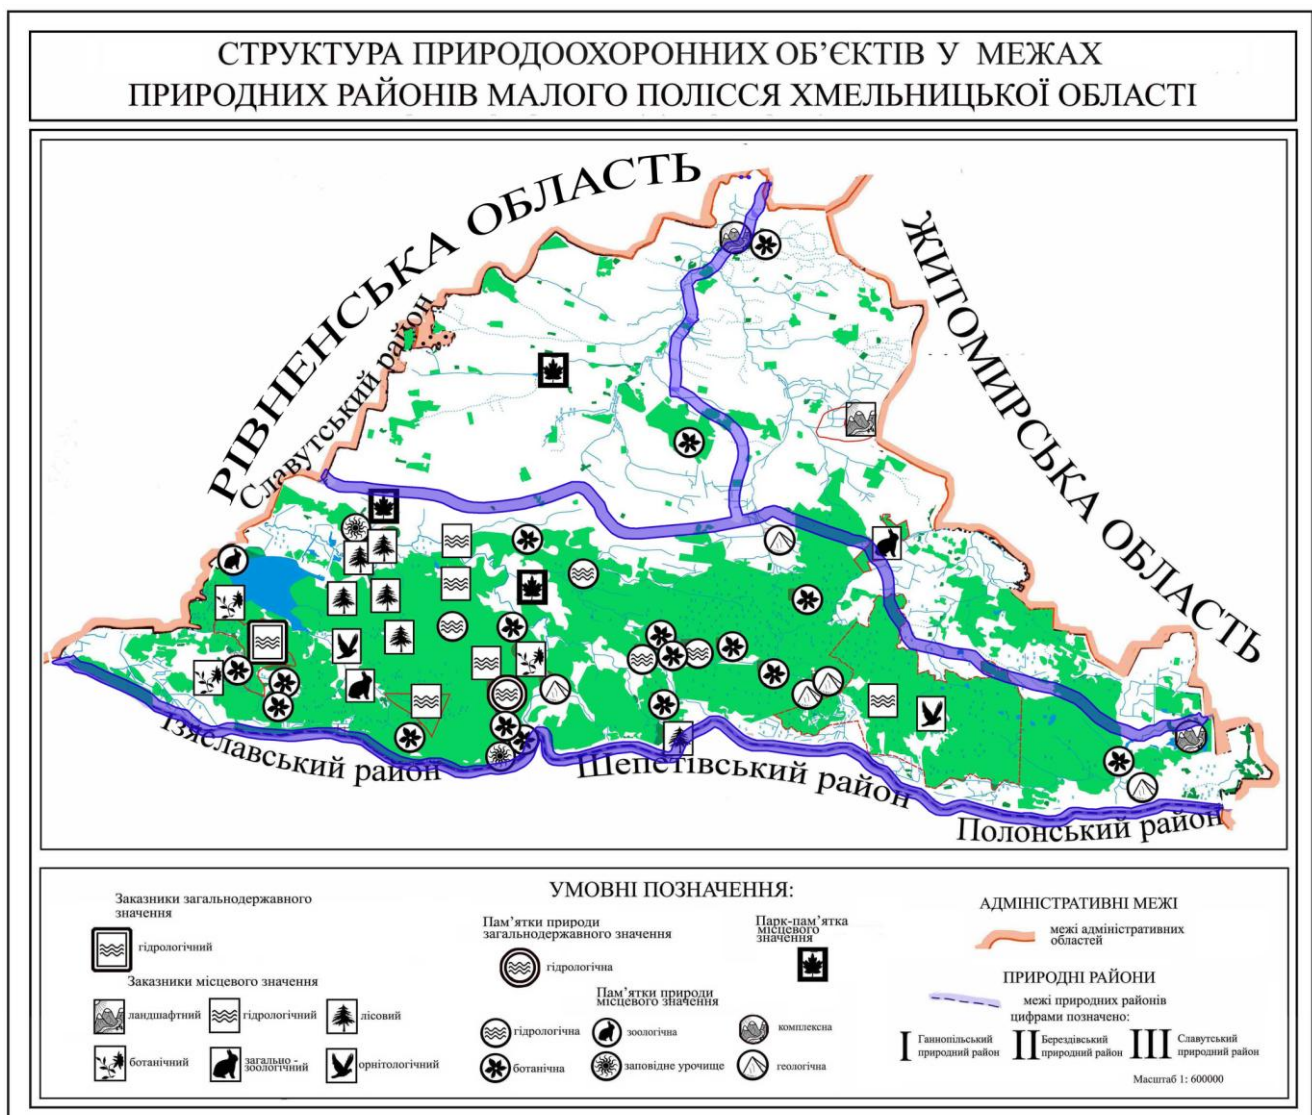 СТРУКТУРА ПРИРОДООХОРОННИХ ОБ’ЄКТІВ У МЕЖАХ
ПРИРОДНИХ РАЙОНІВ МАЛОГО ПОЛІССЯ ХМЕЛЬНИЦЬКОЇ ОБЛАСТІ
РІВНЕНСЬКА ОБЛАСТЬ
Славутський район
ЖИТОМИРСЬКА ОБЛАСТЬ
Ізяславський район
Шепетівський район
Полонський район
УМОВНІ ПОЗНАЧЕННЯ:
Заказники загальнодержавного
значення
гідрологічний
Заказники місцевого значення
ландшафтний
гідрологічний
лісовий
ботанічний
загально -
зоологічний
орнітологічний
Пам’ятки природи
загальнодержавного значення
гідрологічна
Пам’ятки природи
місцевого значення
гідрологічна
зоологічна
комплексна
ботанічна
заповідне урочище
геологічна
Парк-пам’ятка
місцевого
значення
АДМІНІСТРАТИВНІ МЕЖІ
межі адміністративних
областей
ПРИРОДНІ РАЙОНИ
межі природних районів
цифрами позначено:
I Ганнопільський
природний район
II Берездівський
природний район
III Славутський
природний район
Масштаб 1: 600000